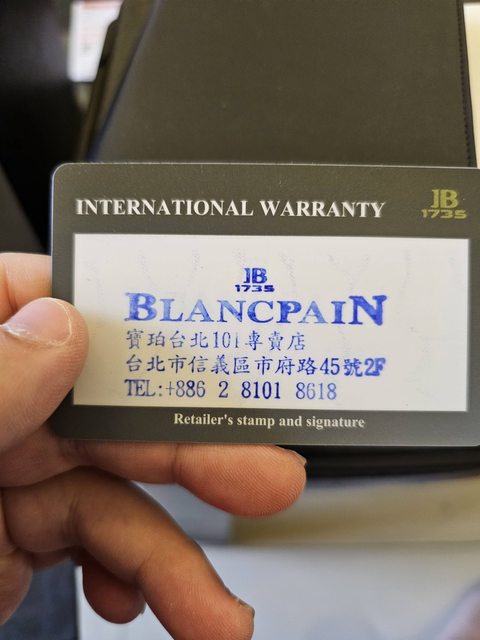 INTERNATIONAL WARRANTY
JB
1735
JB
1735
BLANCPAIN
寶珀台北101專賣店
台北市信義區市府路45號2F
TEL:+886 2 8101 8618
Retailer's stamp and signature